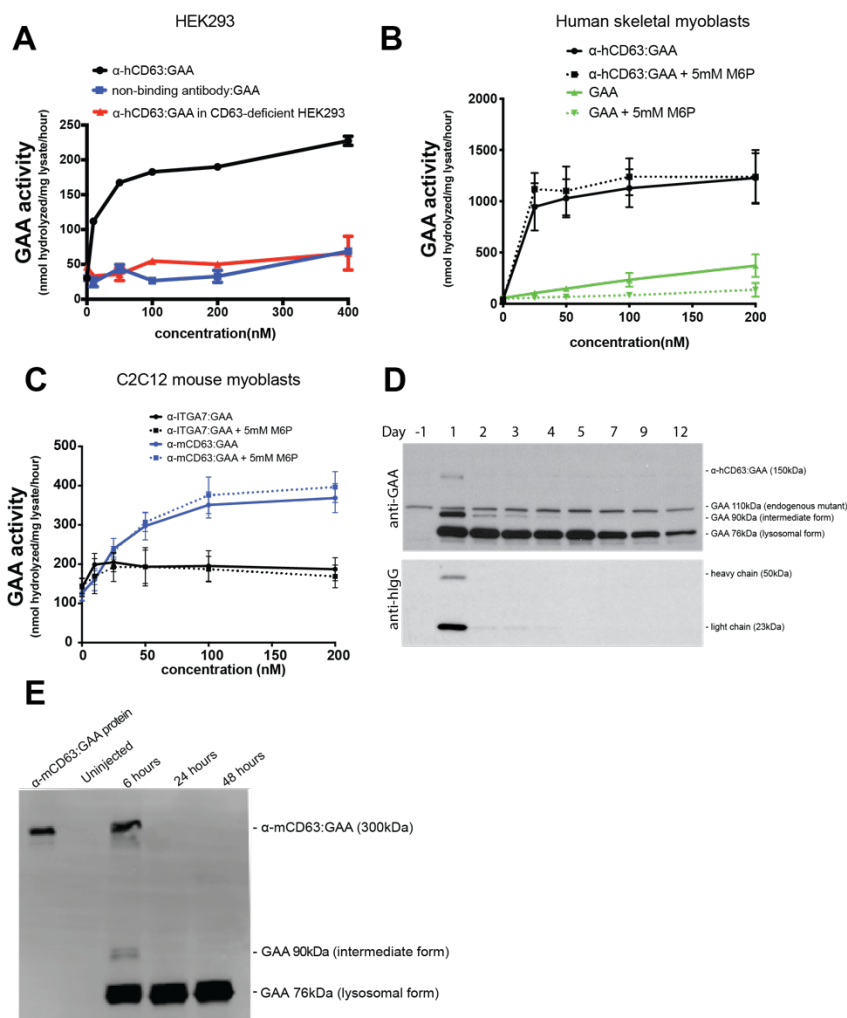 HEK293
A
α-hCD63:GAA
non-binding antibody:GAA
α-hCD63:GAA in CD63-deficient HEK293
GAA activity
(nmol hydrolyzed/mg lysate/hour)
250
200
150
100
50
0
0 100 200 300 400
concentration(nM)
Human skeletal myoblasts
B
α-hCD63:GAA
α-hCD63:GAA + 5mM M6P
GAA
GAA + 5mM M6P
GAA activity
(nmol hydrolyzed/mg lysate/hour)
2000
1500
1000
500
0
0 50 100 150 200
concentration(nM)
C
C2C12 mouse myoblasts
α-ITGA7:GAA
α-ITGA7:GAA + 5mM M6P
α-mCD63:GAA
α-mCD63:GAA + 5mM M6P
GAA activity
(nmol hydrolyzed/mg lysate/hour)
500
400
300
200
100
0
0 50 100 150 200
concentration (nM)
D
Day -1 1 2 3 4 5 7 9 12
anti-GAA
- α-hCD63:GAA (150kDa)
- GAA 110kDa (endogenous mutant)
- GAA 90kDa (intermediate form)
- GAA 76kDa (lysosomal form)
anti-hIgG
- heavy chain (50kDa)
- light chain (23kDa)
E
α-mCD63:GAA protein
Uninjected
6 hours
24 hours
48 hours
- α-mCD63:GAA (300kDa)
- GAA 90kDa (intermediate form)
- GAA 76kDa (lysosomal form)